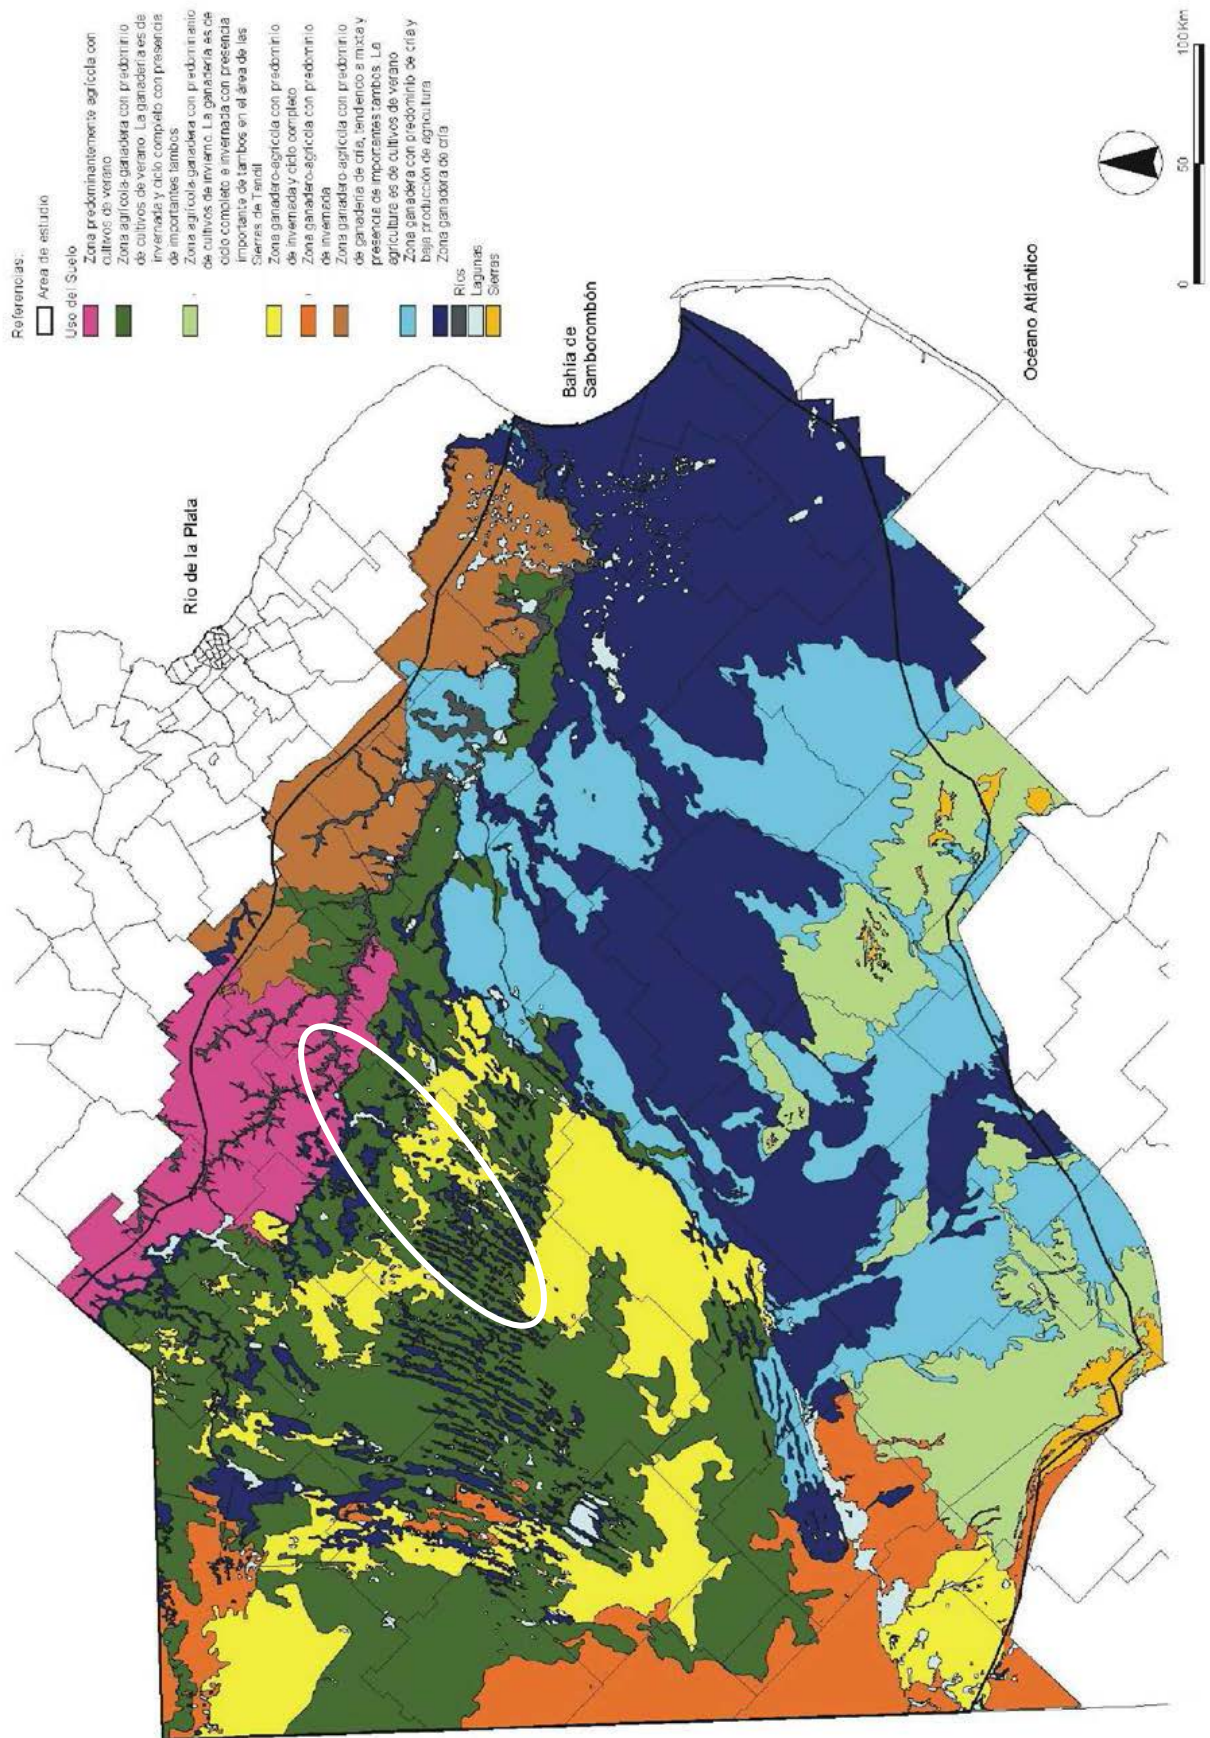 Referencias:
Area de estudio
Uso del Suelo
Zona predominantemente agrícola con
cultivos de verano
Zona agrícola-ganadera con predominio
de cultivos de verano. La ganadería es de
invernada y ciclo completo con presencia
de importantes tambos
Zona agrícola-ganadera con predominanio
de cultivos de invierno. La ganadería es de
ciclo completo e invernada con presencia
importante de tambos en el área de las
Sierras de Tandil
Zona ganadero-agrícola con predominio
de invernada y ciclo completo
Zona ganadero-agrícola con predominio
de invernada
Zona ganadero-agrícola con predominio
de ganadería de cría, tendiendo a mixta y
presencia de importantes tambos. La
agricultura es de cultivos de verano
Zona ganadera con predominio de cría y
baja producción de agricultura
Zona ganadera de cría
Ríos
Lagunas
Sierras
Río de la Plata
Bahía de
Samborombón
Océano Atlántico
0 50 100 Km